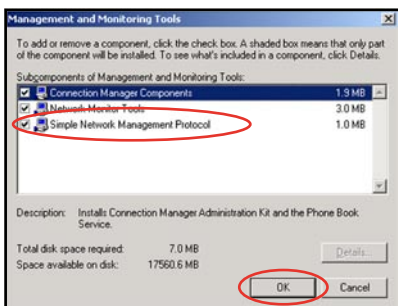 Management and Monitoring Tools
To add or remove a component, click the check box. A shaded box means that only part
of the component will be installed. To see what's included in a component, click Details.
Subcomponents of Management and Monitoring Tools:
Connection Manager Components 1.9 MB
Network Monitor Tools 3.0 MB
Simple Network Management Protocol 1.0 MB
Description: Installs Connection Manager Administration Kit and the Phone Book
Service.
Total disk space required: 7.0 MB
Details...
Space available on disk: 17560.6 MB
OK Cancel